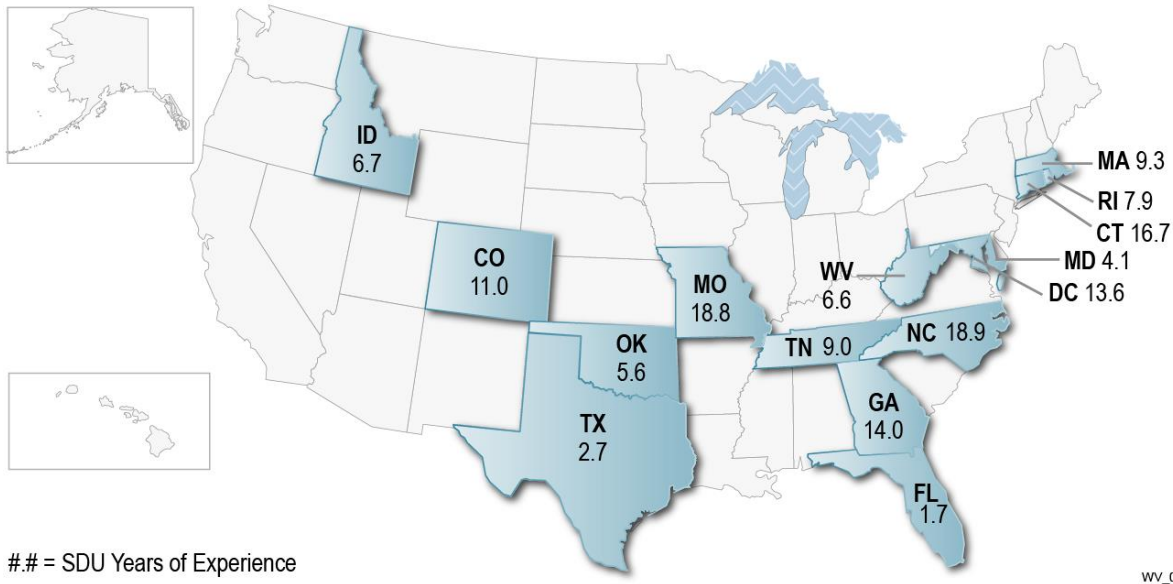 ID
6.7
MA 9.3
RI 7.9
CT 16.7
MD 4.1
DC 13.6
CO
11.0
MO
18.8
WV
6.6
NC 18.9
TN 9.0
OK
5.6
GA
14.0
TX
2.7
FL
1.7
#.# = SDU Years of Experience